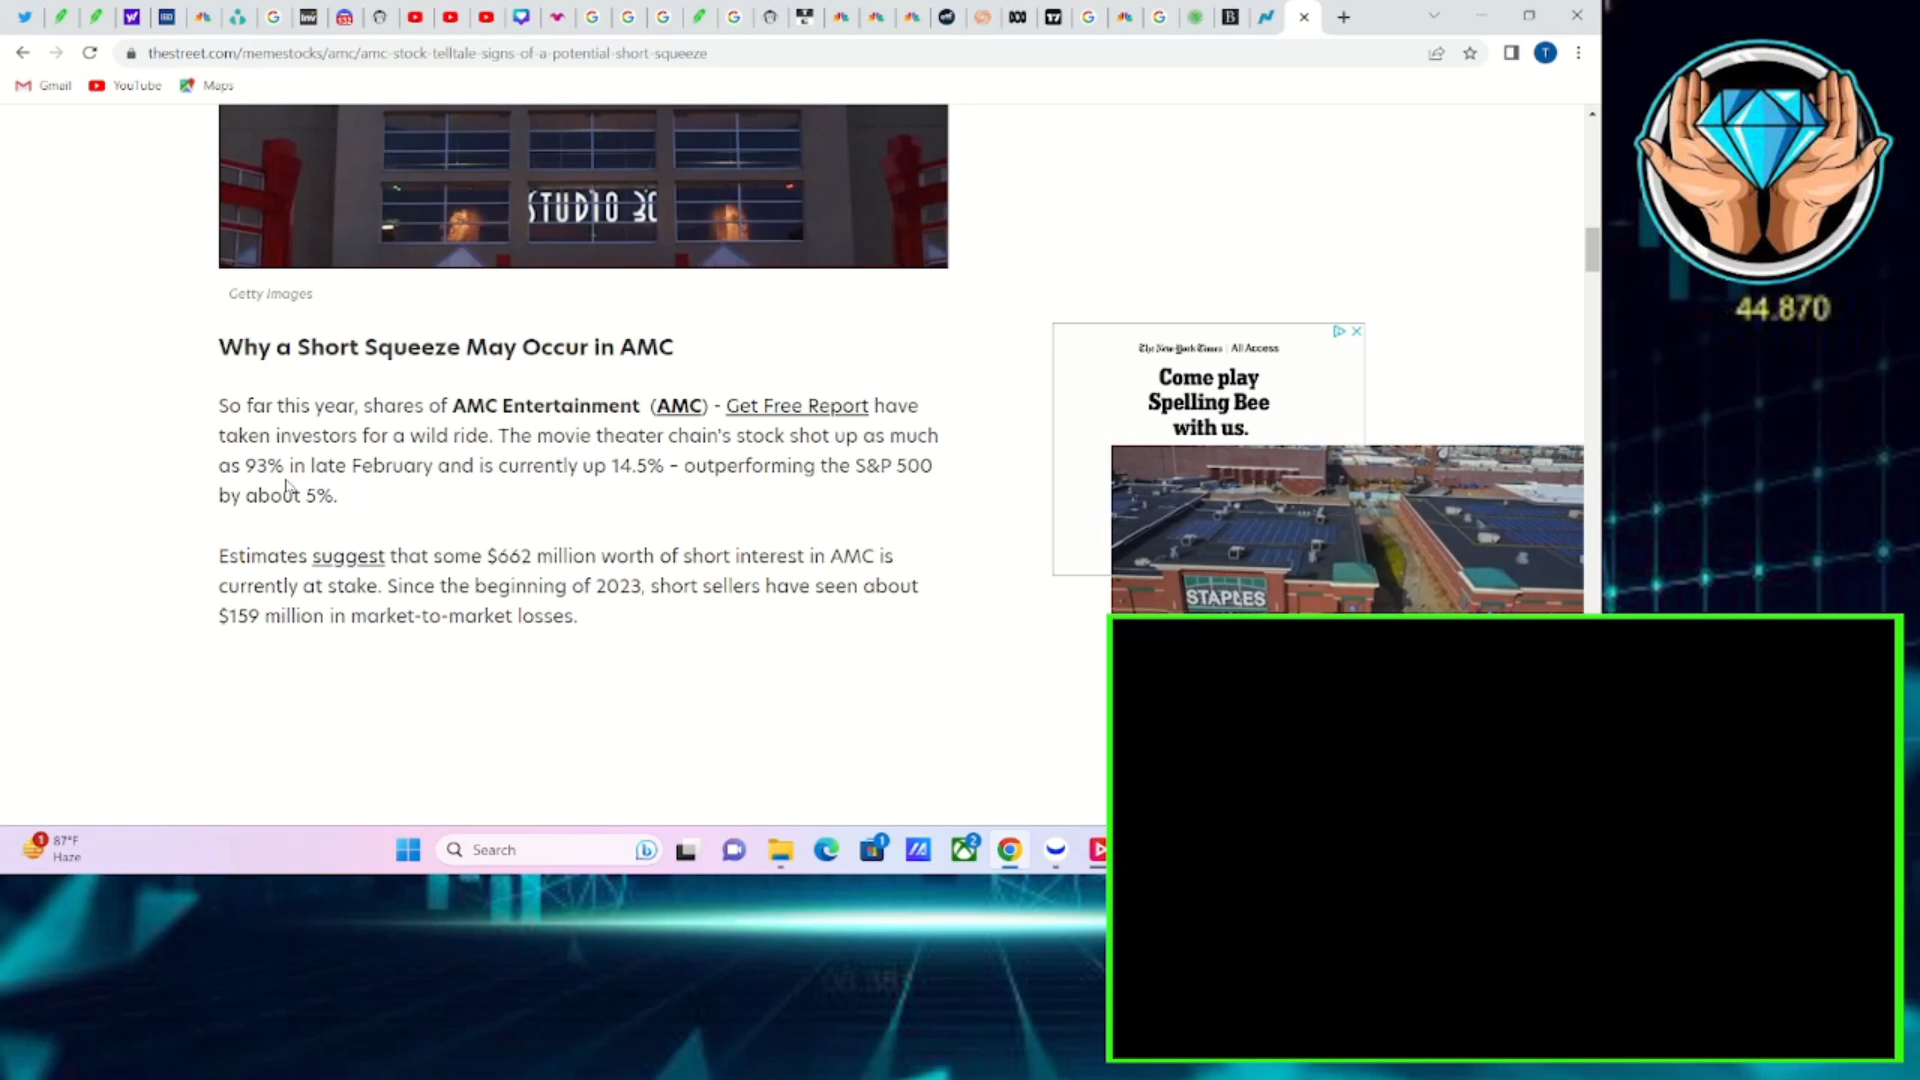 thestreet.com/memestocks/amc/amc-stock-telltale-signs-of-a-potential-short-squeeze
T
Gmail
YouTube
Maps
STUDIO 30
44.870
Getty Images
Why a Short Squeeze May Occur in AMC
The New York Times | All Access
Come play
Spelling Bee
with us.
So far this year, shares of AMC Entertainment (AMC) - Get Free Report have
taken investors for a wild ride. The movie theater chain's stock shot up as much
as 93% in late February and is currently up 14.5% – outperforming the S&P 500
by about 5%.
Estimates suggest that some $662 million worth of short interest in AMC is
currently at stake. Since the beginning of 2023, short sellers have seen about
$159 million in market-to-market losses.
STAPLES
1
87°F
Haze
Search
1
2